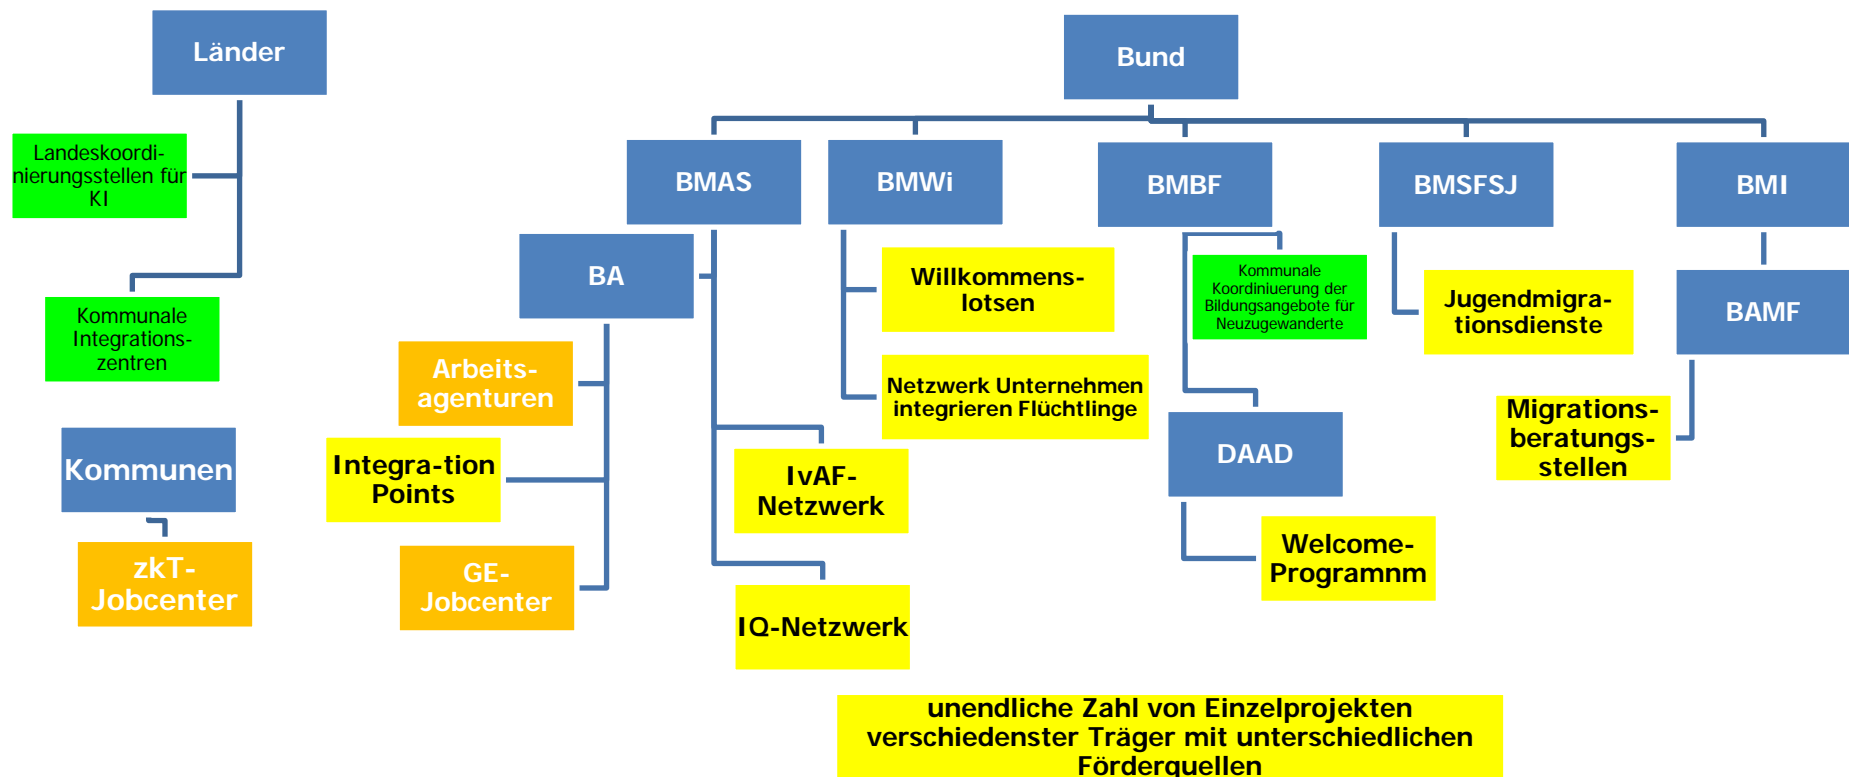 Länder
Bund
Landeskoordi-
nierungsstellen für
KI
BMAS
BMWi
BMBF
BMSFSJ
BMI
BA
Willkommens-
lotsen
Kommunale
Koordiniuerung der
Bildungsangebote für
Neuzugewanderte
Jugendmigra-
tionsdienste
BAMF
Kommunale
Integrations-
zentren
Arbeits-
agenturen
Netzwerk Unternehmen
integrieren Flüchtlinge
Migrations-
beratungs-
stellen
Kommunen
Integra-tion
Points
IvAF-
Netzwerk
DAAD
zkT-
Jobcenter
GE-
Jobcenter
Welcome-
Programnm
IQ-Netzwerk
unendliche Zahl von Einzelprojekten
verschiedenster Träger mit unterschiedlichen
Förderquellen